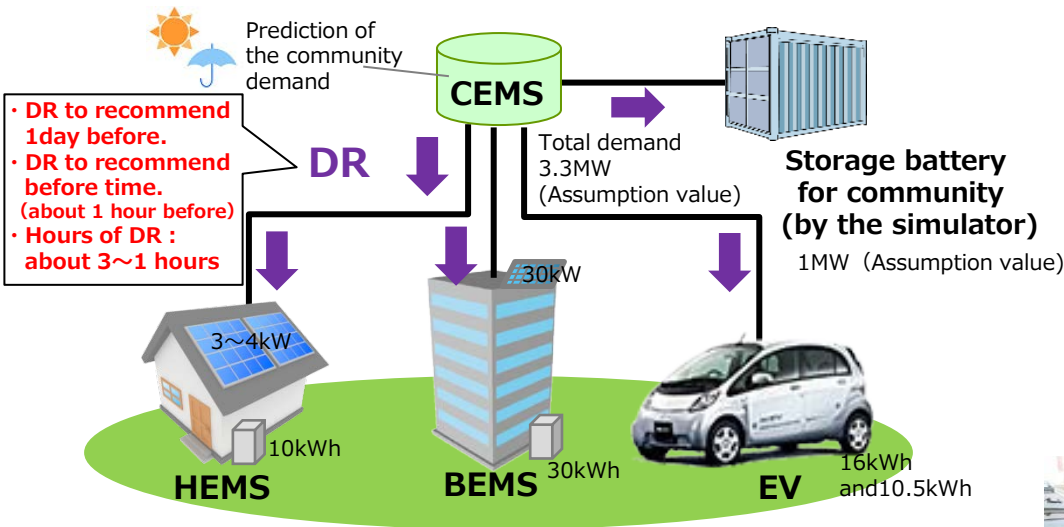 Prediction of
the community
demand
CEMS
・DR to recommend
1day before.
・DR to recommend
before time.
(about 1 hour before)
・Hours of DR :
about 3～1 hours
DR
Total demand
3.3MW
(Assumption value)
Storage battery
for community
(by the simulator)
1MW（Assumption value)
3～4kW
10kWh
HEMS
30kW
30kWh
BEMS
16kWh
and10.5kWh
EV